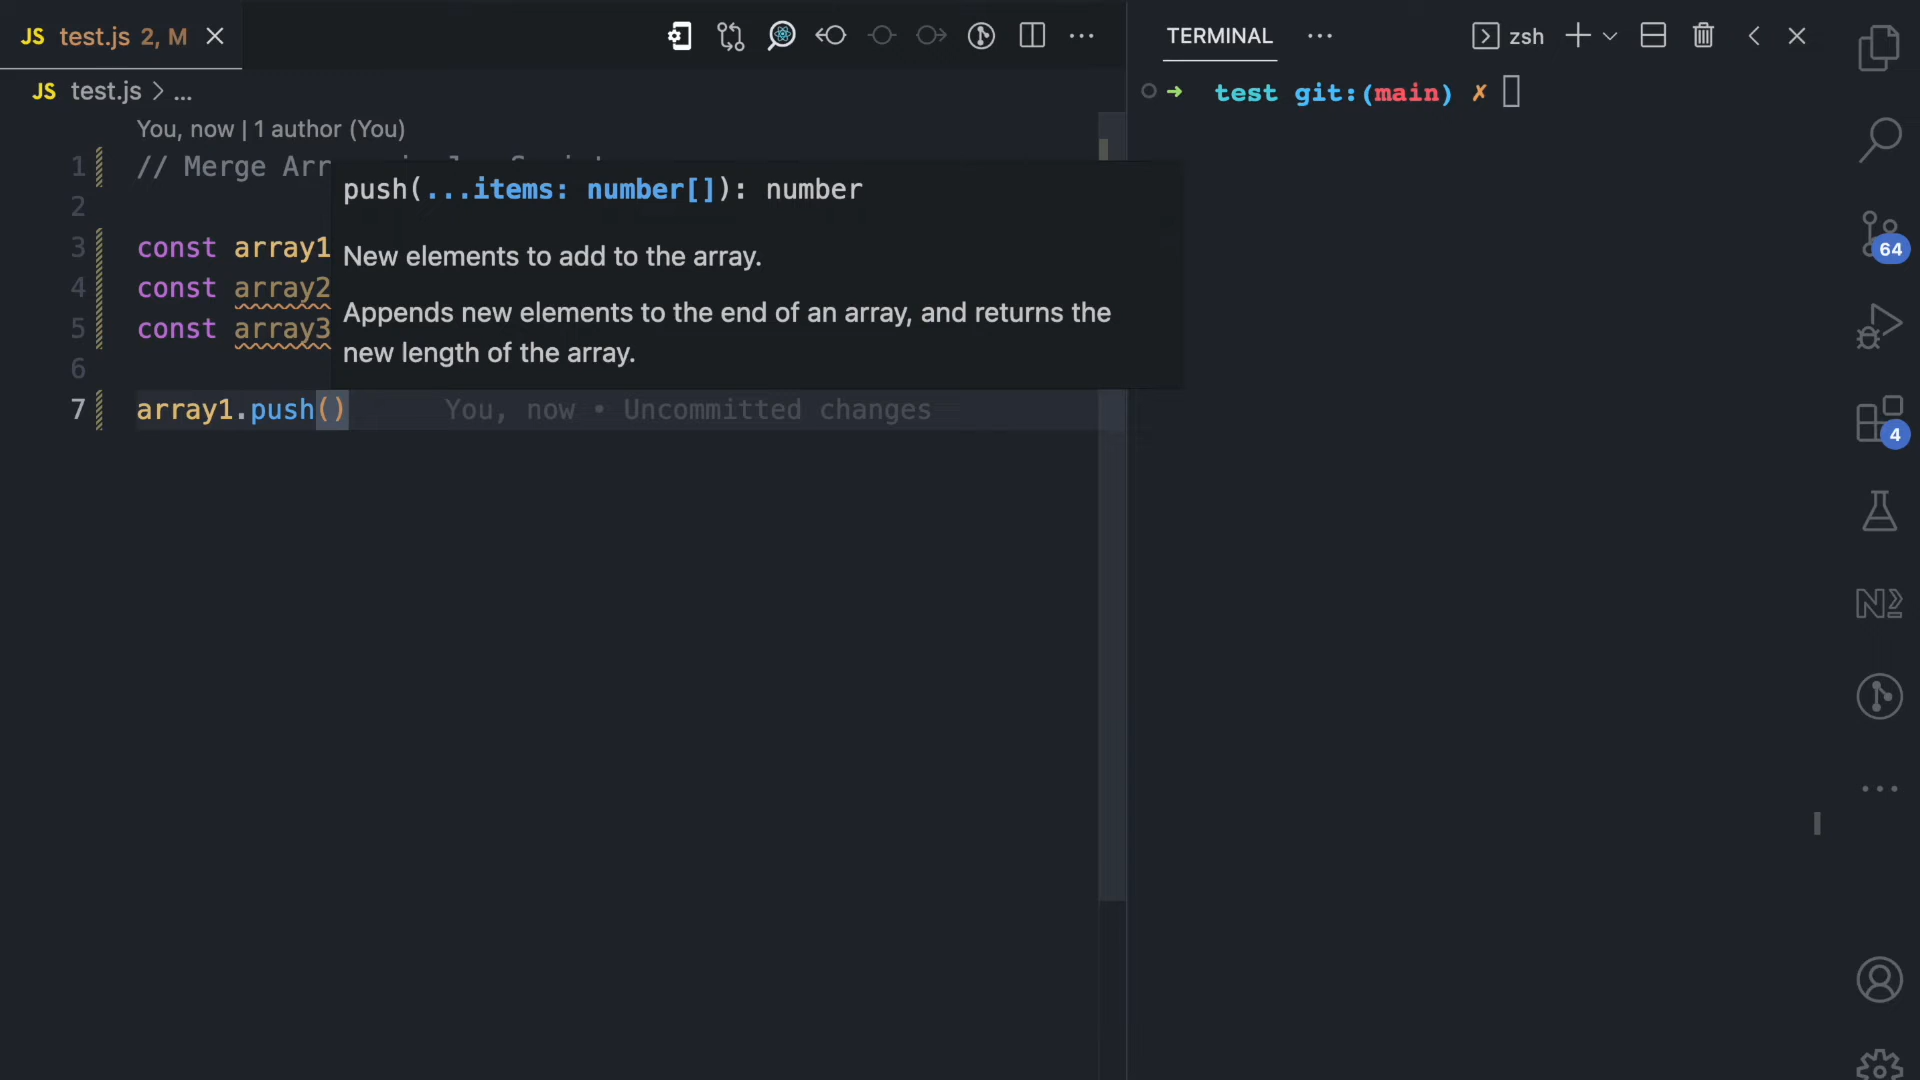 JS test.js 2, M
TERMINAL
zsh
JS test.js > ...
test git:(main) ✗
You, now | 1 author (You)
1 // Merge Arr
push(...items: number[]): number
2
3 const array1
New elements to add to the array.
4 const array2
Appends new elements to the end of an array, and returns the
5 const array3
new length of the array.
6
7 array1.push() You, now • Uncommitted changes
64
4